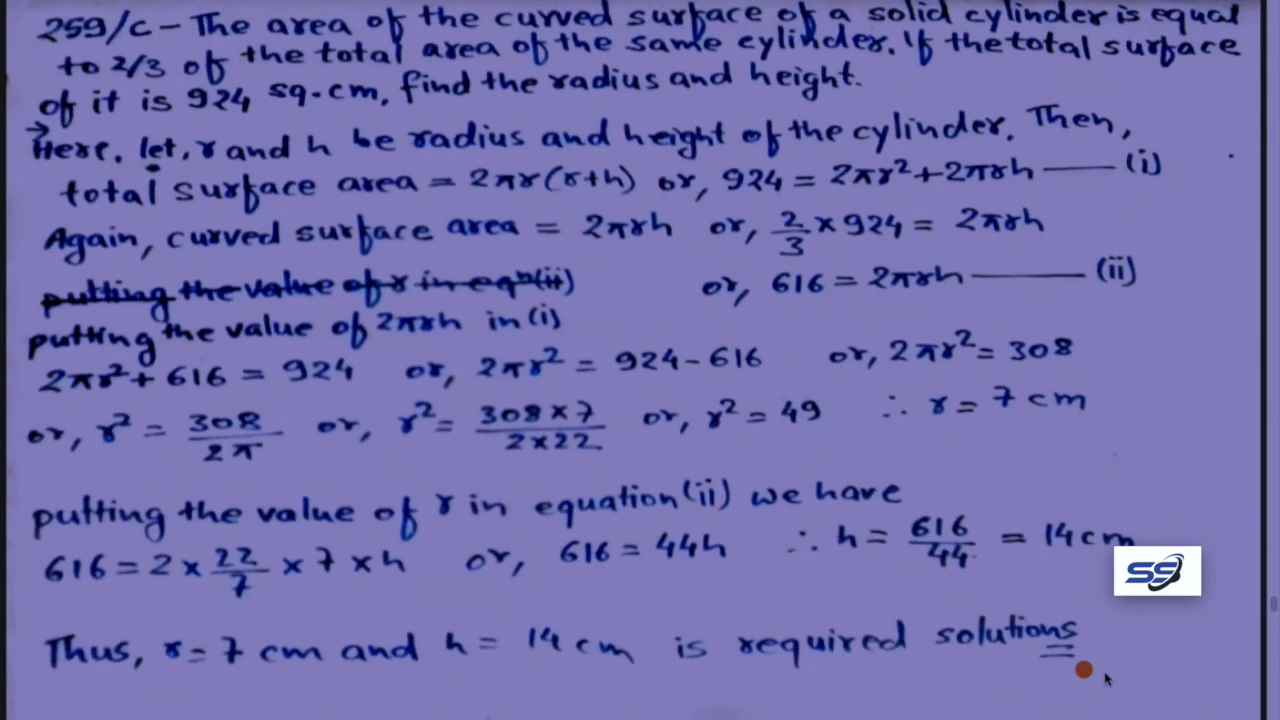 259/C - The area of the curved surface of a solid cylinder is equal
to 2/3 of the total area of the same cylinder. If the total surface
of it is 924 sq.cm, find the radius and height.
→ Here, let, r and h be radius and height of the cylinder. Then,
total surface area = 2πr(r+h) or, 924 = 2πr²+2πrh —— (i)
Again, curved surface area = 2πrh or, 2/3 × 924 = 2πrh
putting the value of r in eqⁿ(ii) or, 616 = 2πrh ——— (ii)
putting the value of 2πrh in (i)
2πr² + 616 = 924 or, 2πr² = 924 - 616 or, 2πr² = 308
or, r² = 308/2π or, r² = 308×7/2×22 or, r² = 49 ∴ r = 7 cm
putting the value of r in equation (ii) we have
616 = 2 × 22/7 × 7 × h or, 616 = 44h ∴ h = 616/44 = 14 cm
SS
Thus, r = 7 cm and h = 14 cm is required solutions